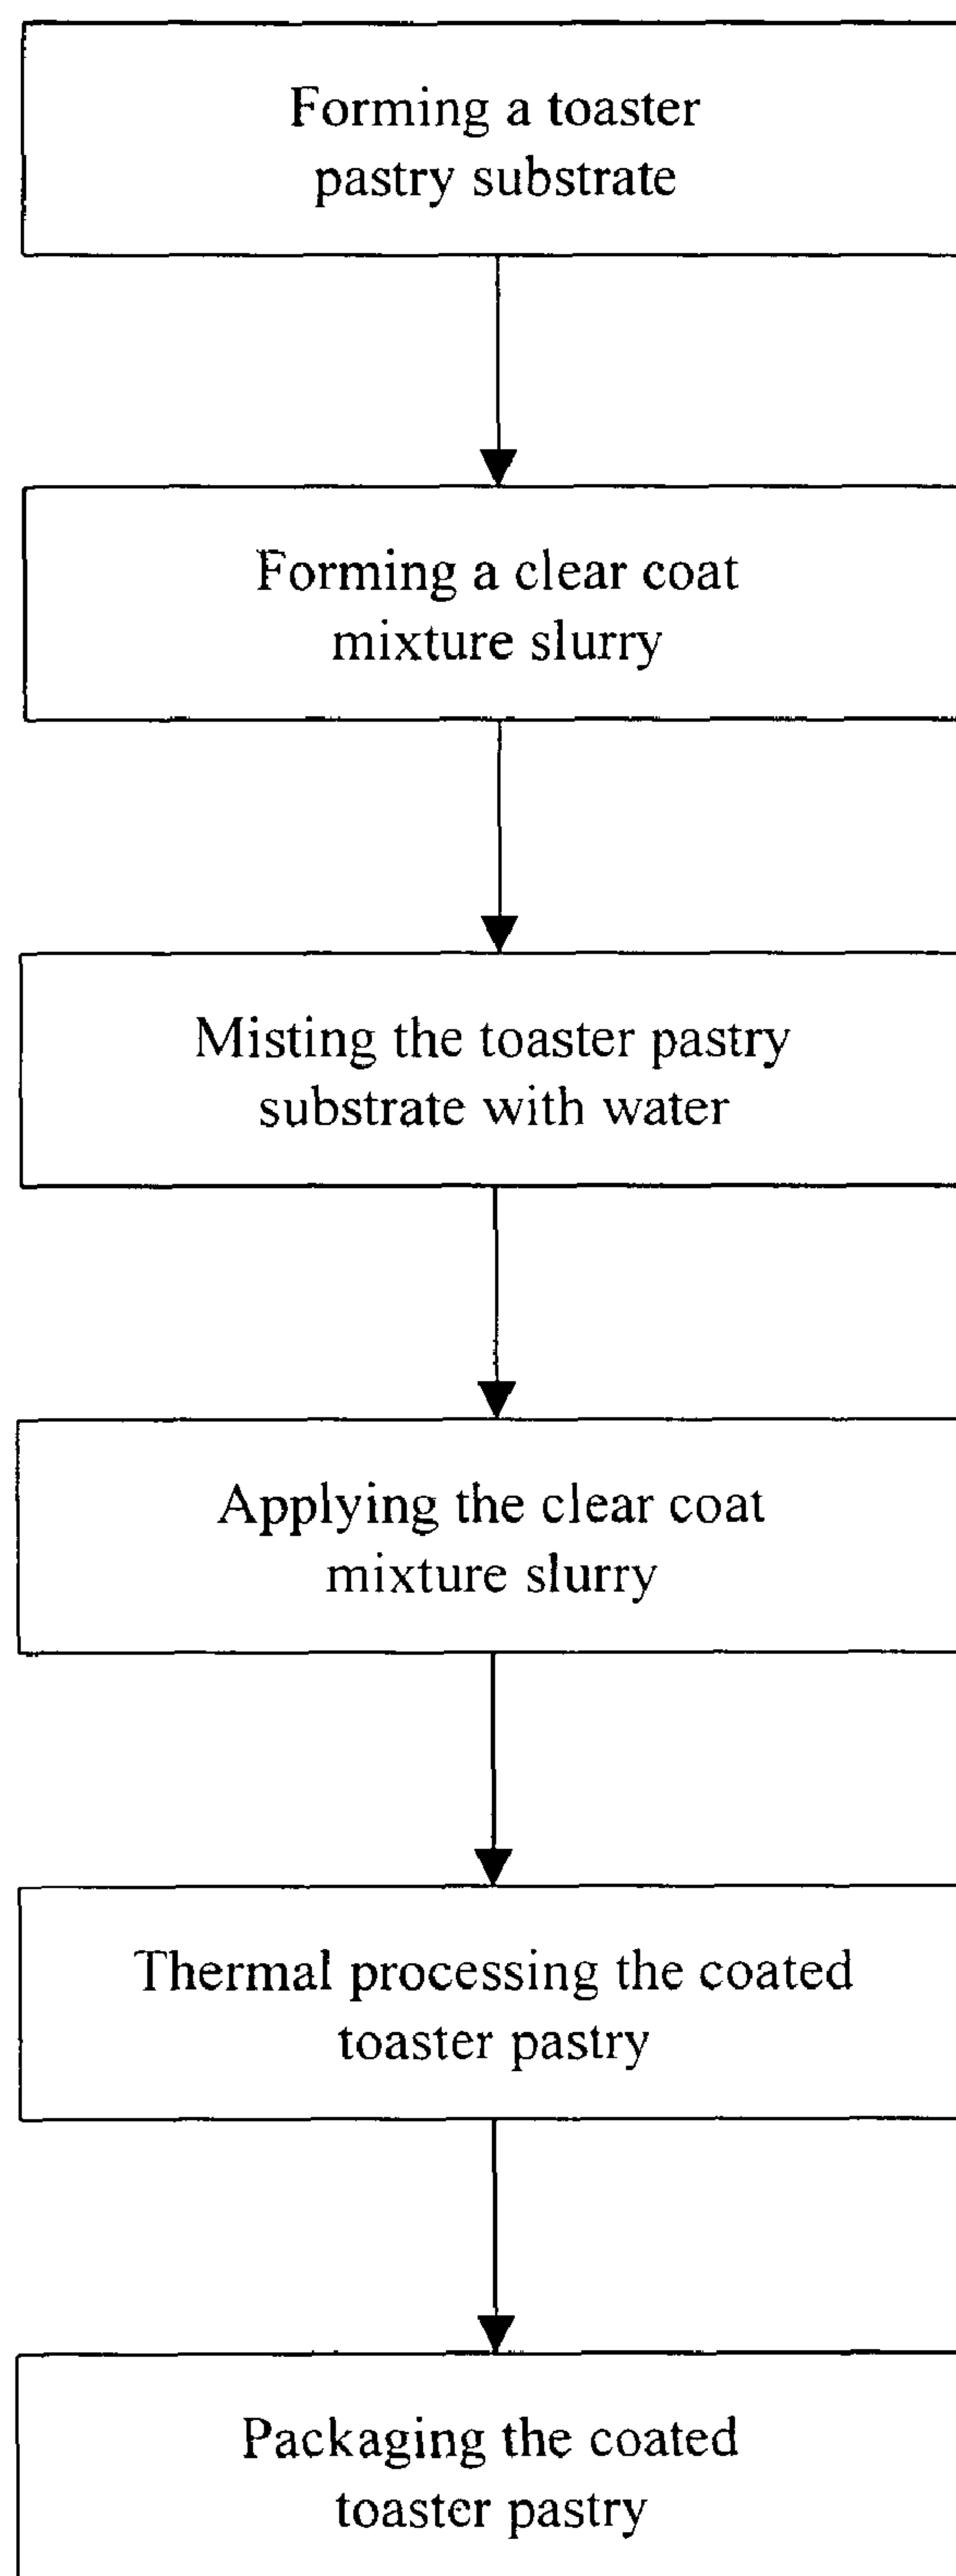 Forming a toaster
pastry substrate
Forming a clear coat
mixture slurry
Misting the toaster pastry
substrate with water
Applying the clear coat
mixture slurry
Thermal processing the coated
toaster pastry
Packaging the coated
toaster pastry